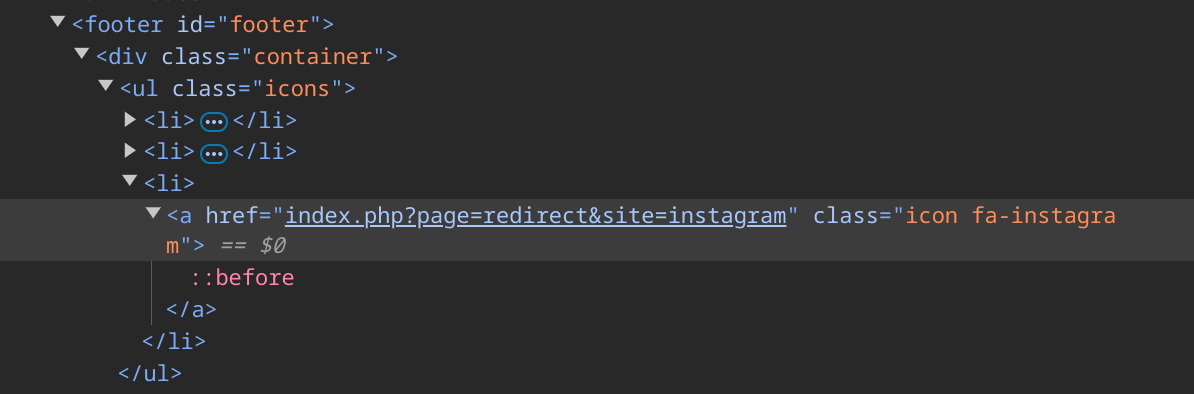 <footer id="footer">
<div class="container">
<ul class="icons">
<li>•••</li>
<li>•••</li>
<li>
<a href="index.php?page=redirect&site=instagram" class="icon fa-instagra
m"> == $0
::before
</a>
</li>
</ul>